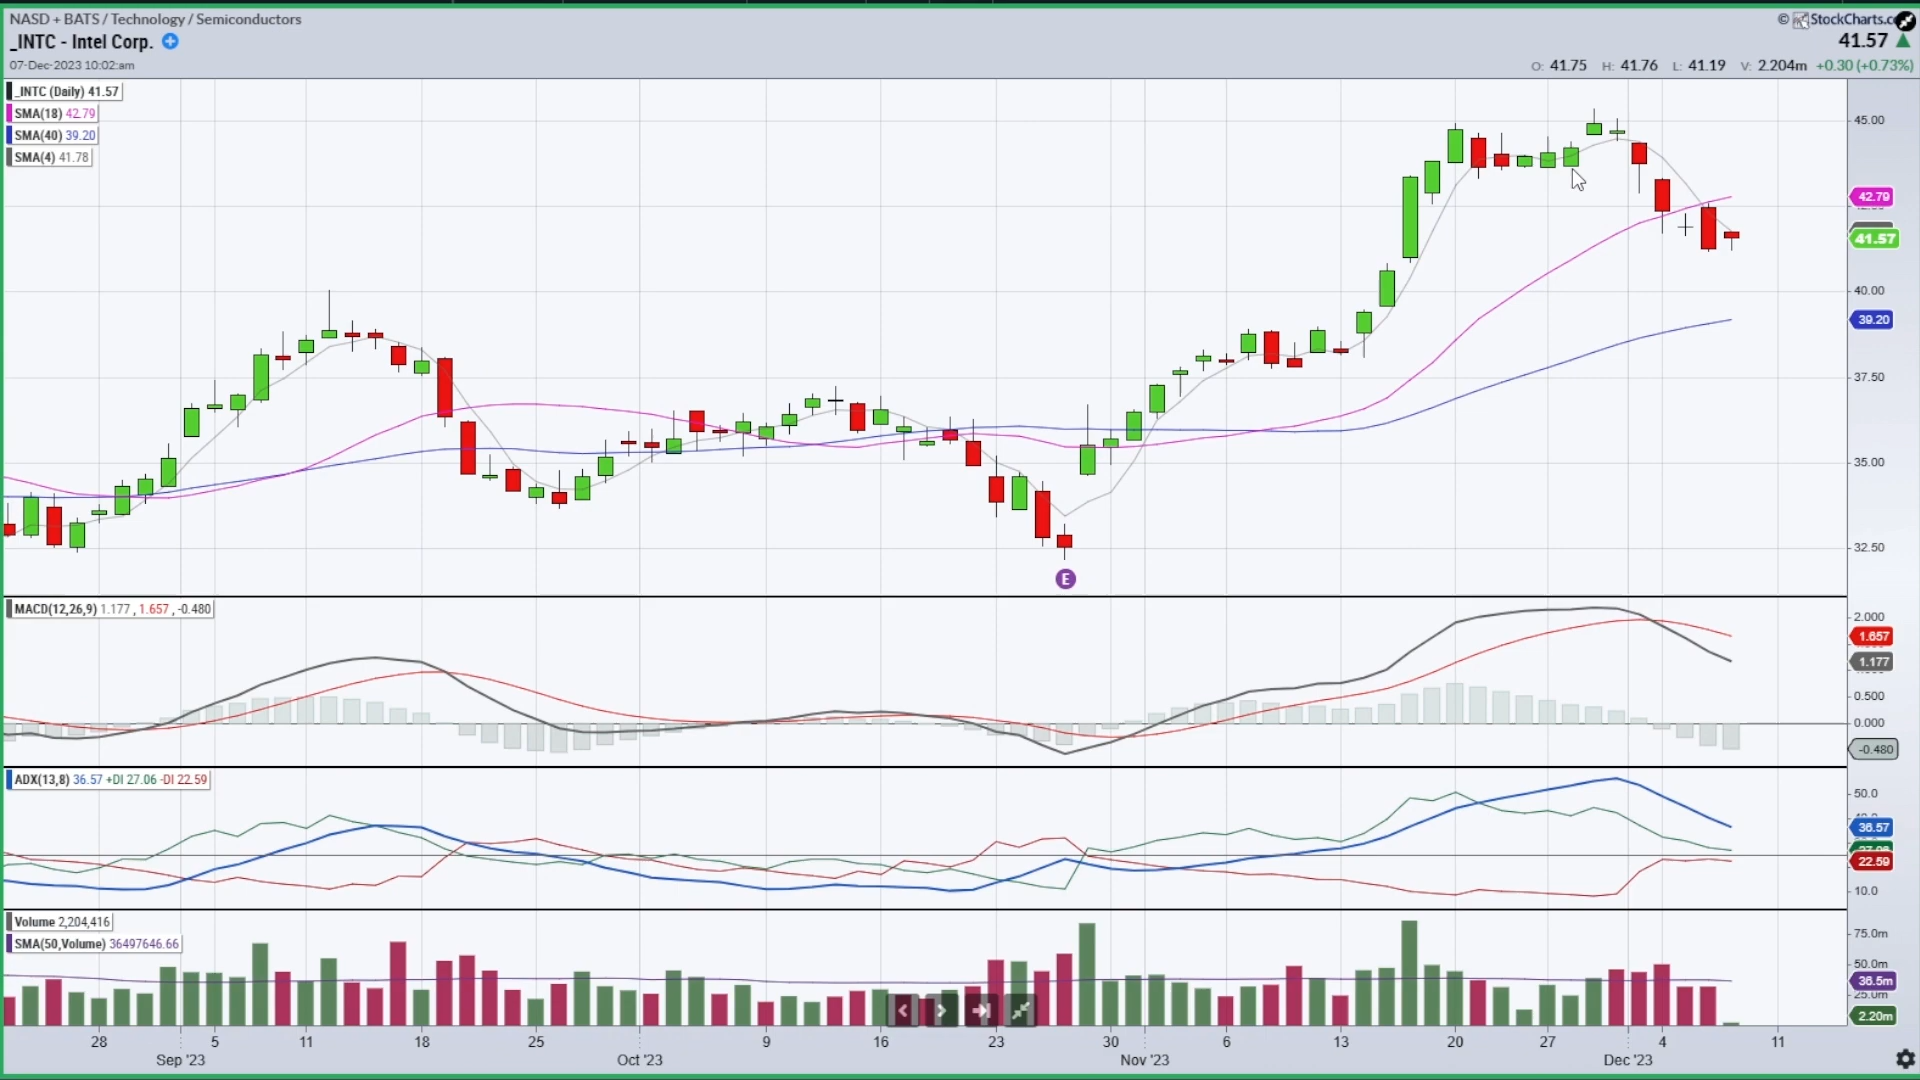 NASD + BATS / Technology / Semiconductors
© StockCharts.c
_INTC - Intel Corp.
41.57
07-Dec-2023 10:02:am
O: 41.75 H: 41.76 L: 41.19 V: 2.204m +0.30 (+0.73%)
_INTC (Daily) 41.57
SMA(18) 42.79
SMA(40) 39.20
SMA(4) 41.78
45.00
42.79
41.57
40.00
39.20
37.50
35.00
32.50
E
MACD(12,26,9) 1.177, 1.657, -0.480
2.000
1.657
1.177
0.500
0.000
-0.480
ADX(13,8) 36.57 +DI 27.06 -DI 22.59
50.0
36.57
22.59
10.0
Volume 2,204,416
SMA(50,Volume) 36497646.66
75.0m
50.0m
36.5m
25.0m
2.20m
28 5 11 18 25 9 16 23 30 6 13 20 27 4 11
Sep '23 Oct '23 Nov '23 Dec '23